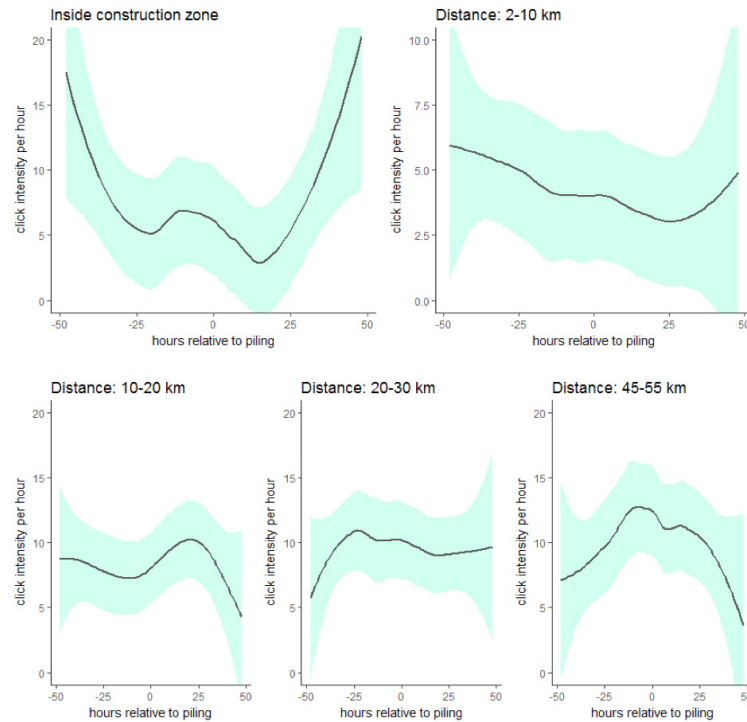 Inside construction zone
20
15
10
5
0
click intensity per hour
-50 -25 0 25 50
hours relative to piling
Distance: 2-10 km
10.0
7.5
5.0
2.5
0.0
click intensity per hour
-50 -25 0 25 50
hours relative to piling
Distance: 10-20 km
20
15
10
5
0
click intensity per hour
-50 -25 0 25 50
hours relative to piling
Distance: 20-30 km
20
15
10
5
0
click intensity per hour
-50 -25 0 25 50
hours relative to piling
Distance: 45-55 km
20
15
10
5
0
click intensity per hour
-50 -25 0 25 50
hours relative to piling